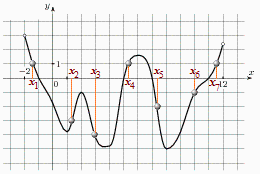 y
1
x₂ x₃ x₅ x₆ x
-2 0 12
x₁ x₄ x₇